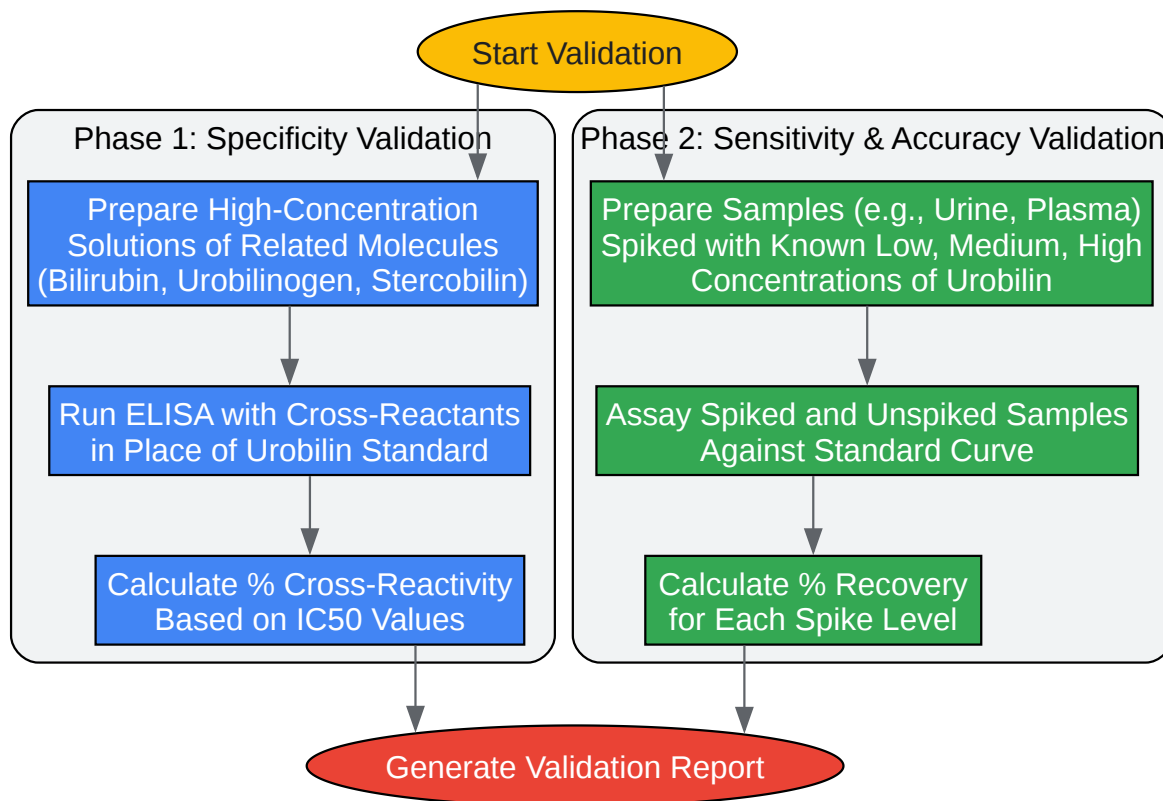 Start Validation
Phase 1: Specificity Validation
Prepare High-Concentration
Solutions of Related Molecules
(Bilirubin, Urobilinogen, Stercobilin)
Run ELISA with Cross-Reactants
in Place of Urobilin Standard
Calculate % Cross-Reactivity
Based on IC50 Values
Phase 2: Sensitivity & Accuracy Validation
Prepare Samples (e.g., Urine, Plasma)
Spiked with Known Low, Medium, High
Concentrations of Urobilin
Assay Spiked and Unspiked Samples
Against Standard Curve
Calculate % Recovery
for Each Spike Level
Generate Validation Report